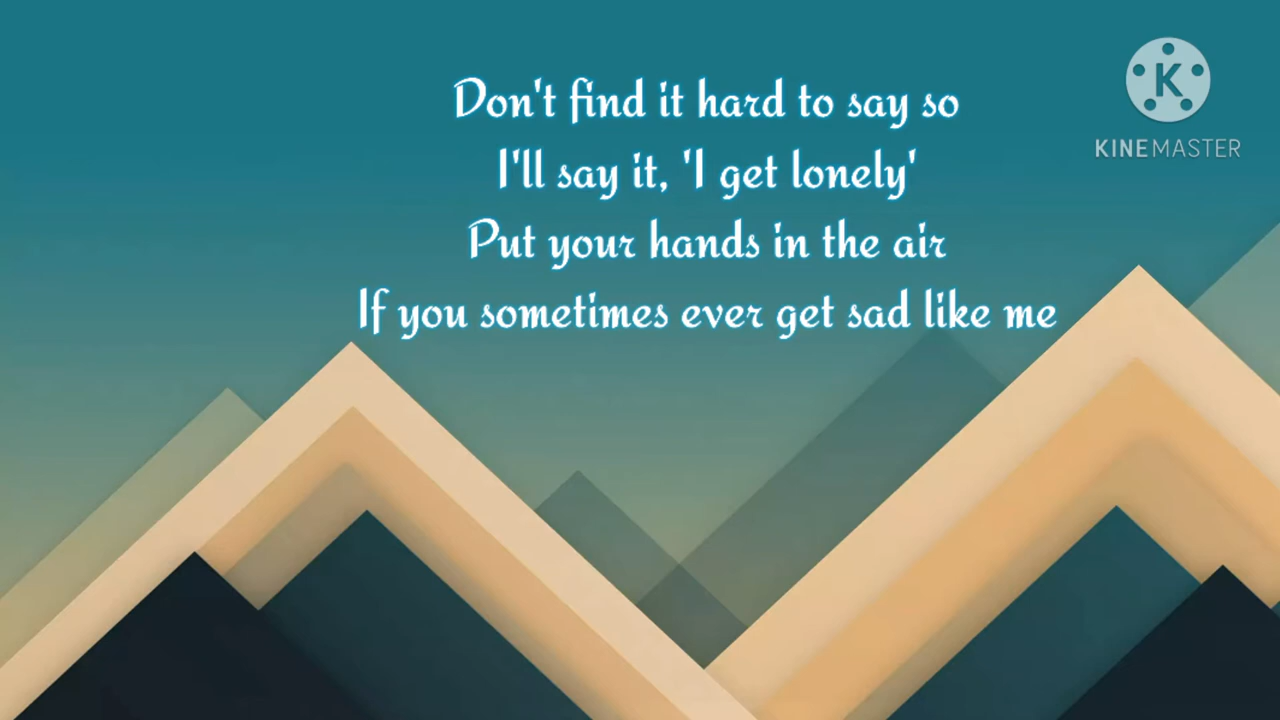 Don't find it hard to say so
I'll say it, 'I get lonely'
Put your hands in the air
If you sometimes ever get sad like me
K
KINEMASTER